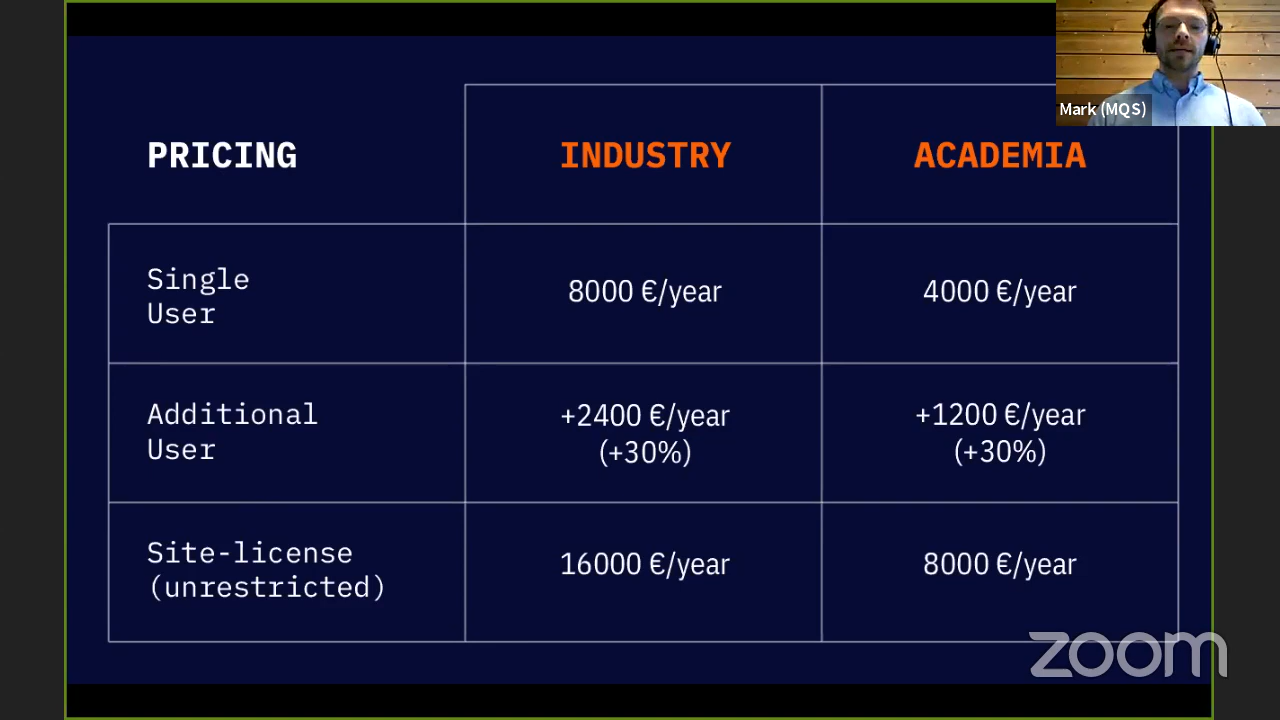 Mark (MQS)
PRICING
INDUSTRY
ACADEMIA
Single
User
8000 €/year
4000 €/year
Additional
User
+2400 €/year
(+30%)
+1200 €/year
(+30%)
Site-license
(unrestricted)
16000 €/year
8000 €/year
zoom